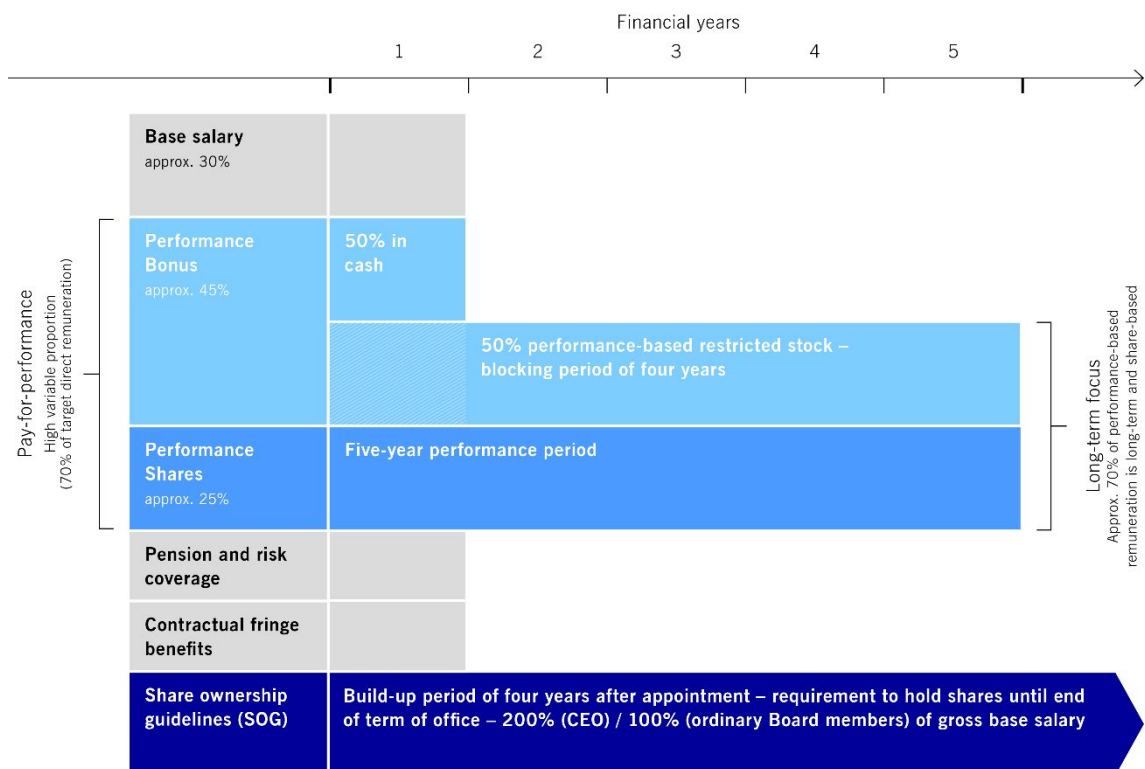 Financial years
1 2 3 4 5
Base salary
approx. 30%
Pay-for-performance
High variable proportion
(70% of target direct remuneration)
Performance
Bonus
approx. 45%
50% in
cash
50% performance-based restricted stock –
blocking period of four years
Performance
Shares
approx. 25%
Five-year performance period
Long-term focus
Approx. 70% of performance-based
remuneration is long-term and share-based
Pension and risk
coverage
Contractual fringe
benefits
Share ownership
guidelines (SOG)
Build-up period of four years after appointment – requirement to hold shares until end
of term of office – 200% (CEO) / 100% (ordinary Board members) of gross base salary